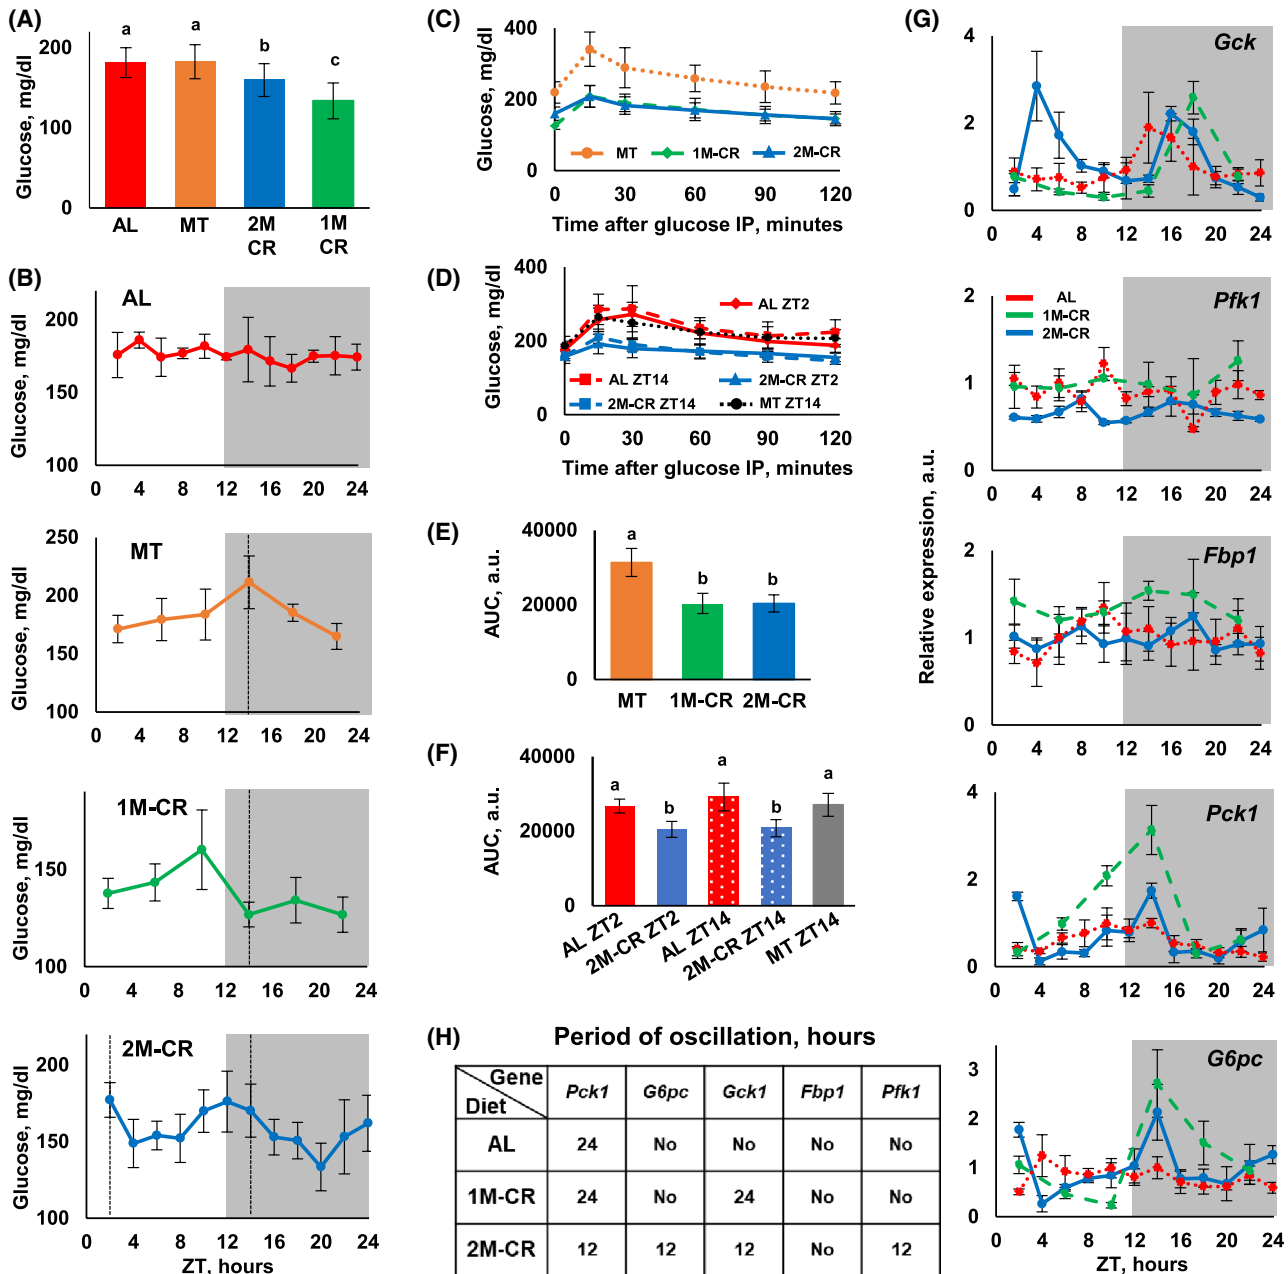 (A)
a
a
b
c
Glucose, mg/dl
200
100
0
AL
MT
2M
CR
1M
CR
(B)
AL
Glucose, mg/dl
200
150
100
0 4 8 12 16 20 24
MT
Glucose, mg/dl
250
200
150
100
0 4 8 12 16 20 24
1M-CR
Glucose, mg/dl
150
100
0 4 8 12 16 20 24
2M-CR
Glucose, mg/dl
200
150
100
0 4 8 12 16 20 24
ZT, hours
(C)
Glucose, mg/dl
400
200
0
MT 1M-CR 2M-CR
0 30 60 90 120
Time after glucose IP, minutes
(D)
Glucose, mg/dl
400
200
0
AL ZT2
AL ZT14 2M-CR ZT2
2M-CR ZT14 MT ZT14
0 30 60 90 120
Time after glucose IP, minutes
(E)
AUC, a.u.
40000
20000
0
a
b
b
MT 1M-CR 2M-CR
(F)
AUC, a.u.
40000
20000
0
a
b
a
b
a
AL ZT2
2M-CR ZT2
AL ZT14
2M-CR ZT14
MT ZT14
(G)
Relative expression, a.u.
Gck
4
2
0
0 4 8 12 16 20 24
Pfk1
AL
1M-CR
2M-CR
2
1
0
0 4 8 12 16 20 24
Fbp1
2
1
0
0 4 8 12 16 20 24
Pck1
4
2
0
0 4 8 12 16 20 24
G6pc
3
2
1
0
0 4 8 12 16 20 24
ZT, hours
(H) Period of oscillation, hours
Gene
Diet
Pck1 G6pc Gck1 Fbp1 Pfk1
AL 24 No No No No
1M-CR 24 No 24 No No
2M-CR 12 12 12 No 12